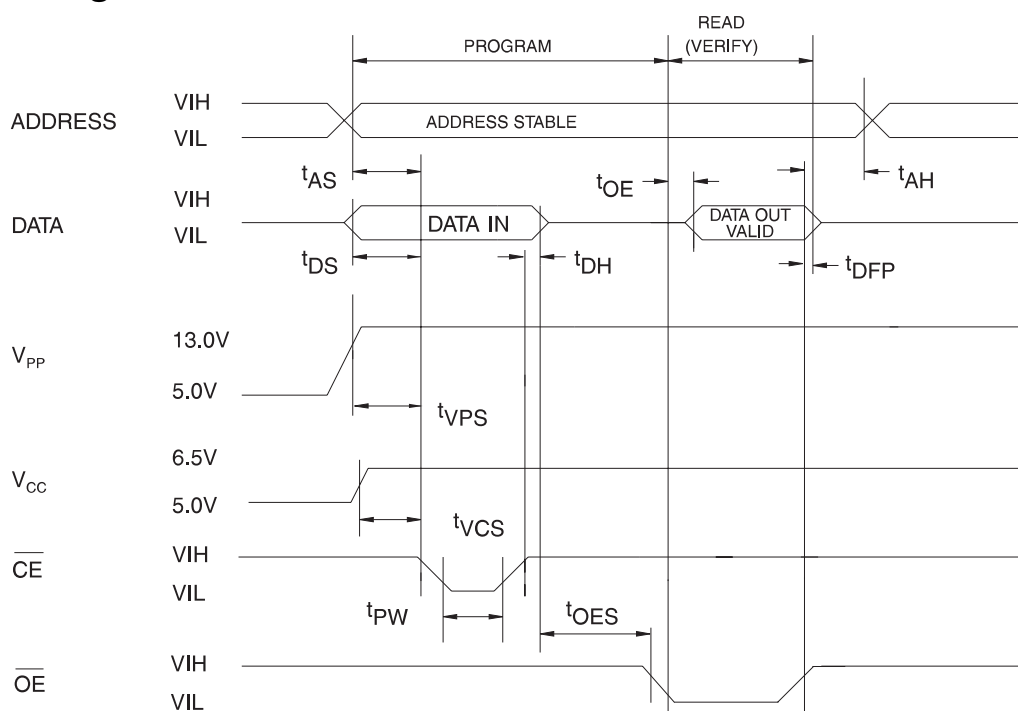 READ
PROGRAM (VERIFY)
ADDRESS VIH
VIL ADDRESS STABLE
tAS tOE tAH
DATA VIH
VIL DATA IN DATA OUT VALID
tDS tDH tDFP
VPP 13.0V
5.0V
tVPS
VCC 6.5V
5.0V
tVCS
CE VIH
VIL
tPW tOES
OE VIH
VIL